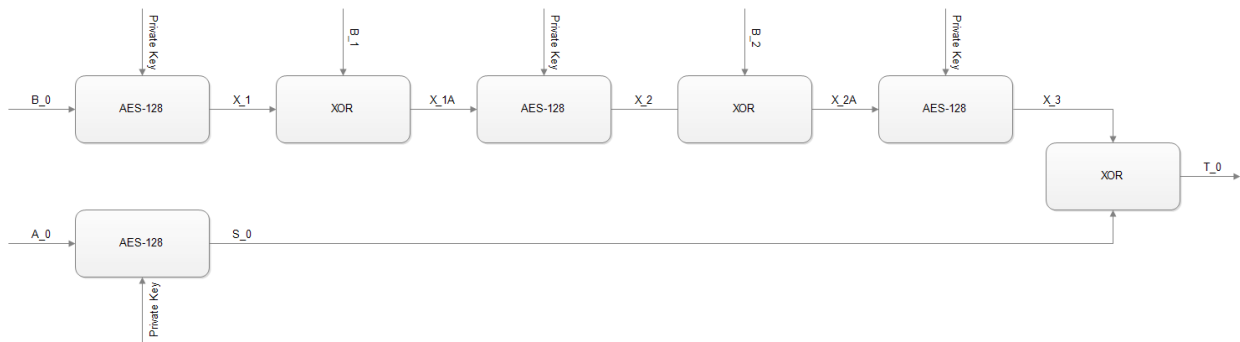 Private Key
B_1
Private Key
B_2
Private Key
B_0
AES-128
X_1
XOR
X_1A
AES-128
X_2
XOR
X_2A
AES-128
X_3
XOR
T_0
A_0
AES-128
S_0
Private Key